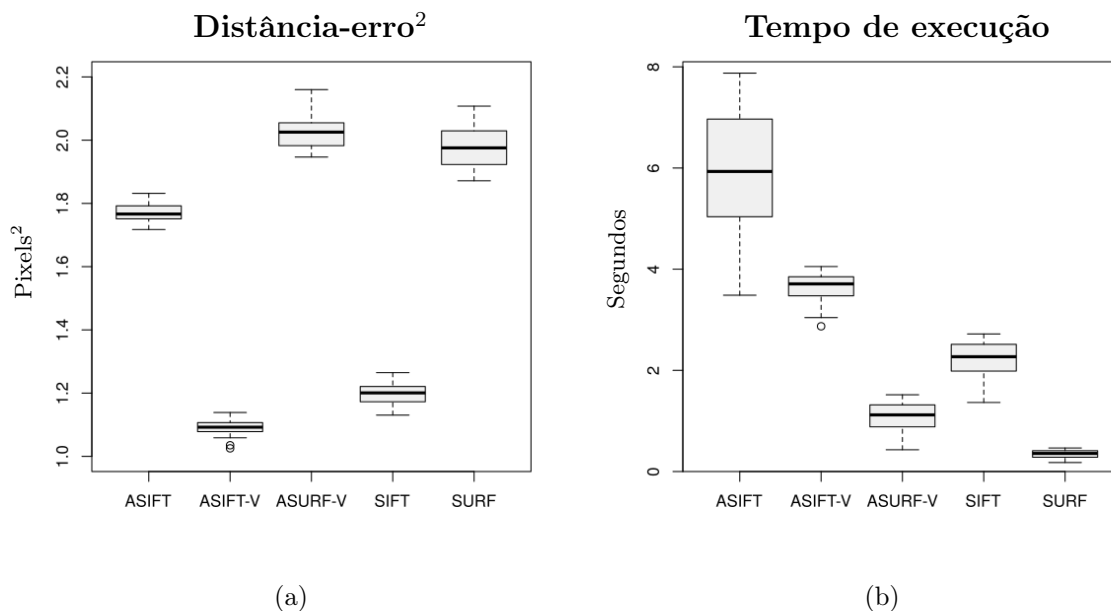 Distância-erro²
Pixels²
2.2
2.0
1.8
1.6
1.4
1.2
1.0
ASIFT ASIFT-V ASURF-V SIFT SURF
(a)
Tempo de execução
Segundos
8
6
4
2
0
ASIFT ASIFT-V ASURF-V SIFT SURF
(b)